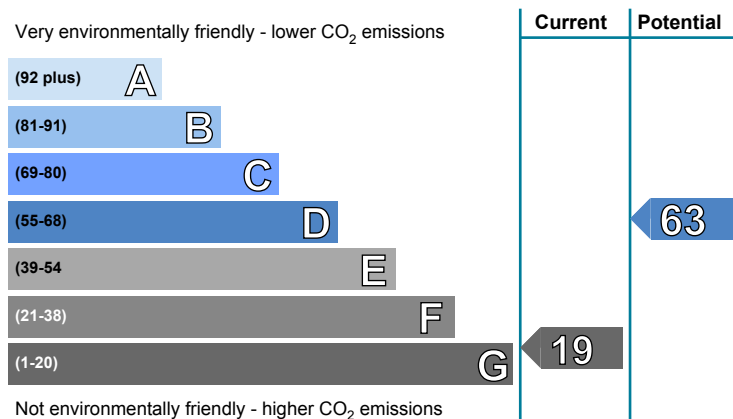 Current Potential
Very environmentally friendly - lower CO2 emissions
(92 plus) A
(81-91) B
(69-80) C
(55-68) D 63
(39-54 E
(21-38) F
(1-20) G 19
Not environmentally friendly - higher CO2 emissions